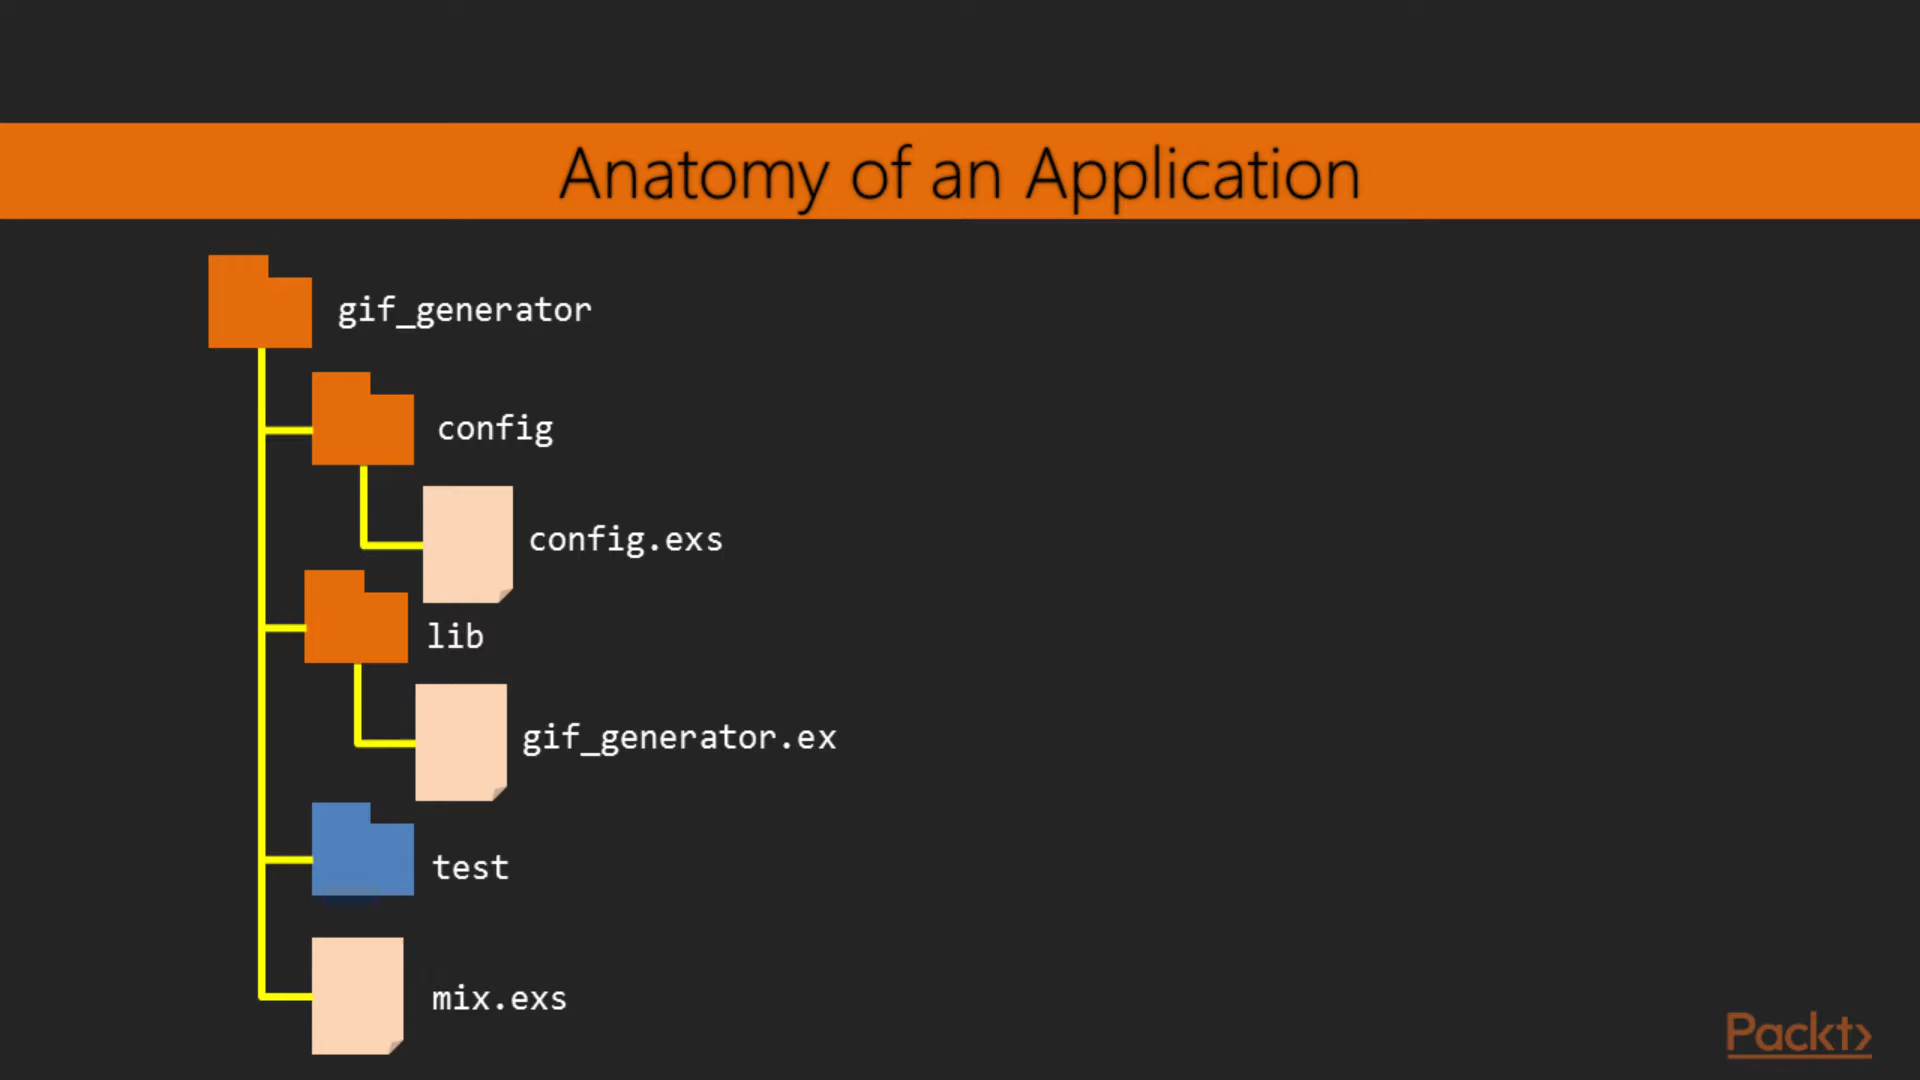 Anatomy of an Application
gif_generator
config
config.exs
lib
gif_generator.ex
test
mix.exs
Packt>